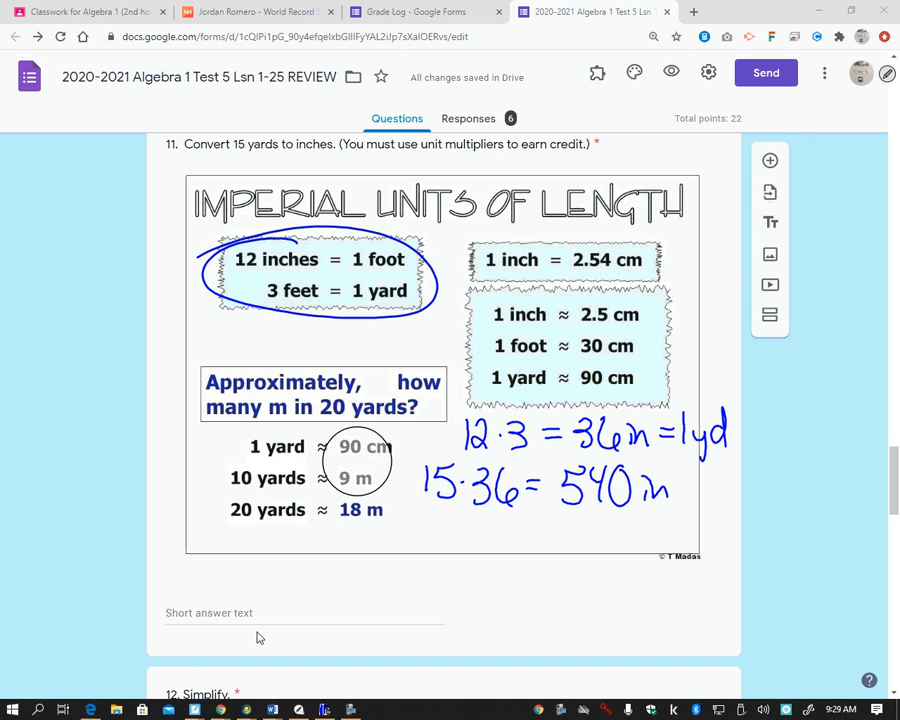 Classwork for Algebra 1 (2nd ho
Jordan Romero - World Record S
Grade Log - Google Forms
2020-2021 Algebra 1 Test 5 Lsn 1
docs.google.com/forms/d/
2020-2021 Algebra 1 Test 5 Lsn 1-25 REVIEW
All changes saved in Drive
Send
Questions
Responses 6
Total points: 22
11. Convert 15 yards to inches. (You must use unit multipliers to earn credit.) *
IMPERIAL UNITS OF LENGTH
12 inches = 1 foot
3 feet = 1 yard
1 inch = 2.54 cm
1 inch ≈ 2.5 cm
1 foot ≈ 30 cm
1 yard ≈ 90 cm
Approximately, how
many m in 20 yards?
1 yard ≈ 90 cm
10 yards ≈ 9 m
20 yards ≈ 18 m
12·3 = 36in = 1yd
15·36 = 540 in
© T Madas
Short answer text
12. Simplify. *
9:29 AM